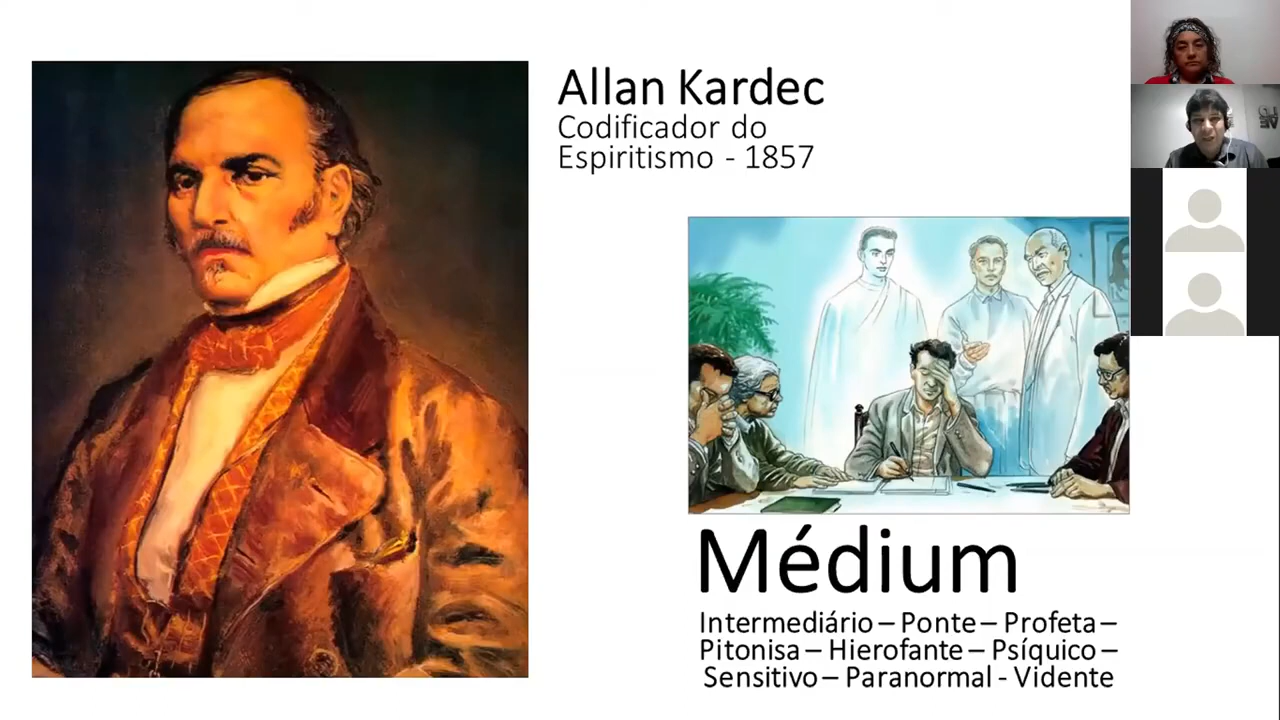 Allan Kardec
Codificador do
Espiritismo - 1857
Médium
Intermediário – Ponte – Profeta –
Pitonisa – Hierofante – Psíquico –
Sensitivo – Paranormal - Vidente